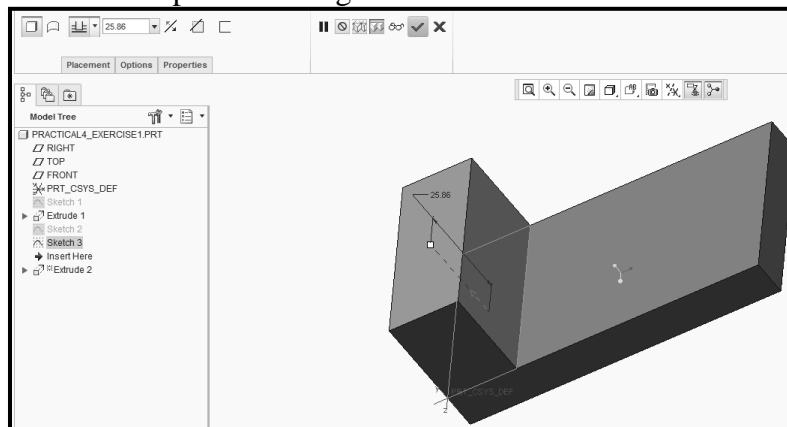 25.86
Placement Options Properties
Model Tree
PRACTICAL4_EXERCISE1.PRT
RIGHT
TOP
FRONT
PRT_CSYS_DEF
Sketch 1
Extrude 1
Sketch 2
Sketch 3
Insert Here
Extrude 2
25.86
PRT_CSYS_DEF
Z